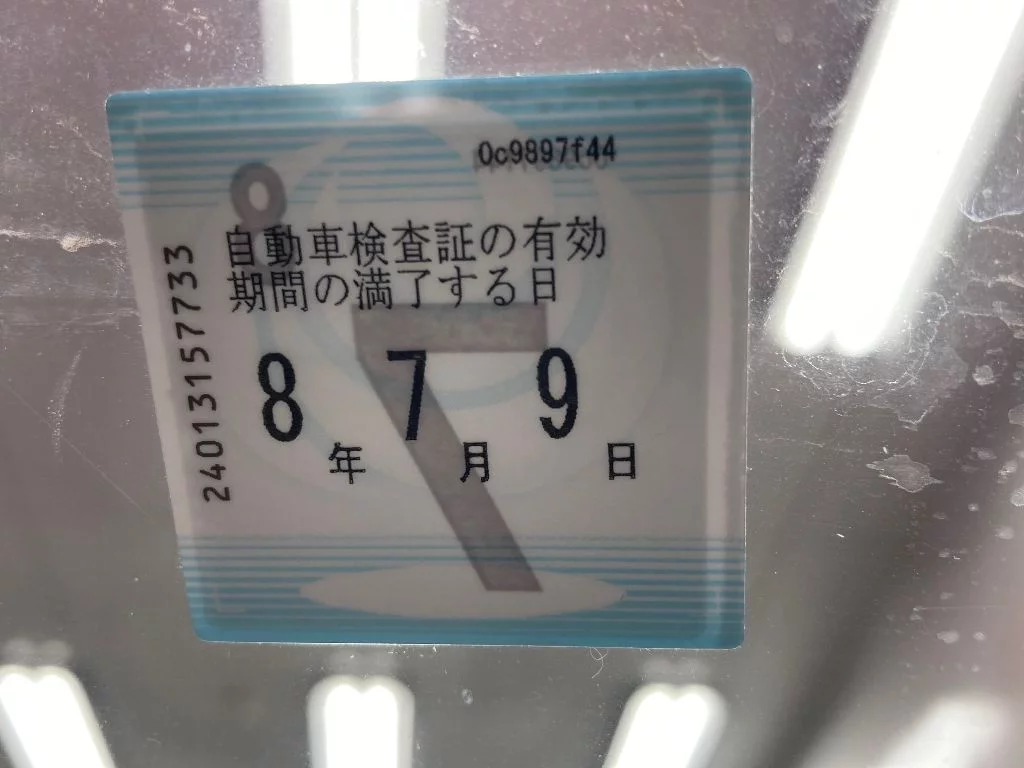 0c9897f44
自動車検査証の有効
期間の満了する日
8年7月9日
24013157733